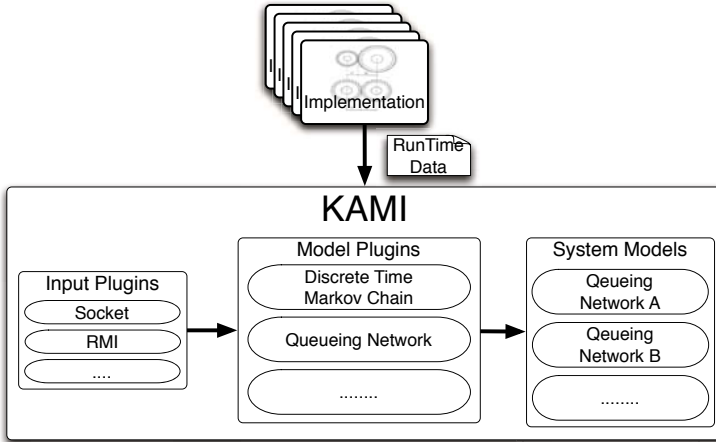 Implementation
RunTime
Data
KAMI
Input Plugins
Socket
RMI
....
Model Plugins
Discrete Time
Markov Chain
Queueing Network
........
System Models
Qeueing
Network A
Qeueing
Network B
........